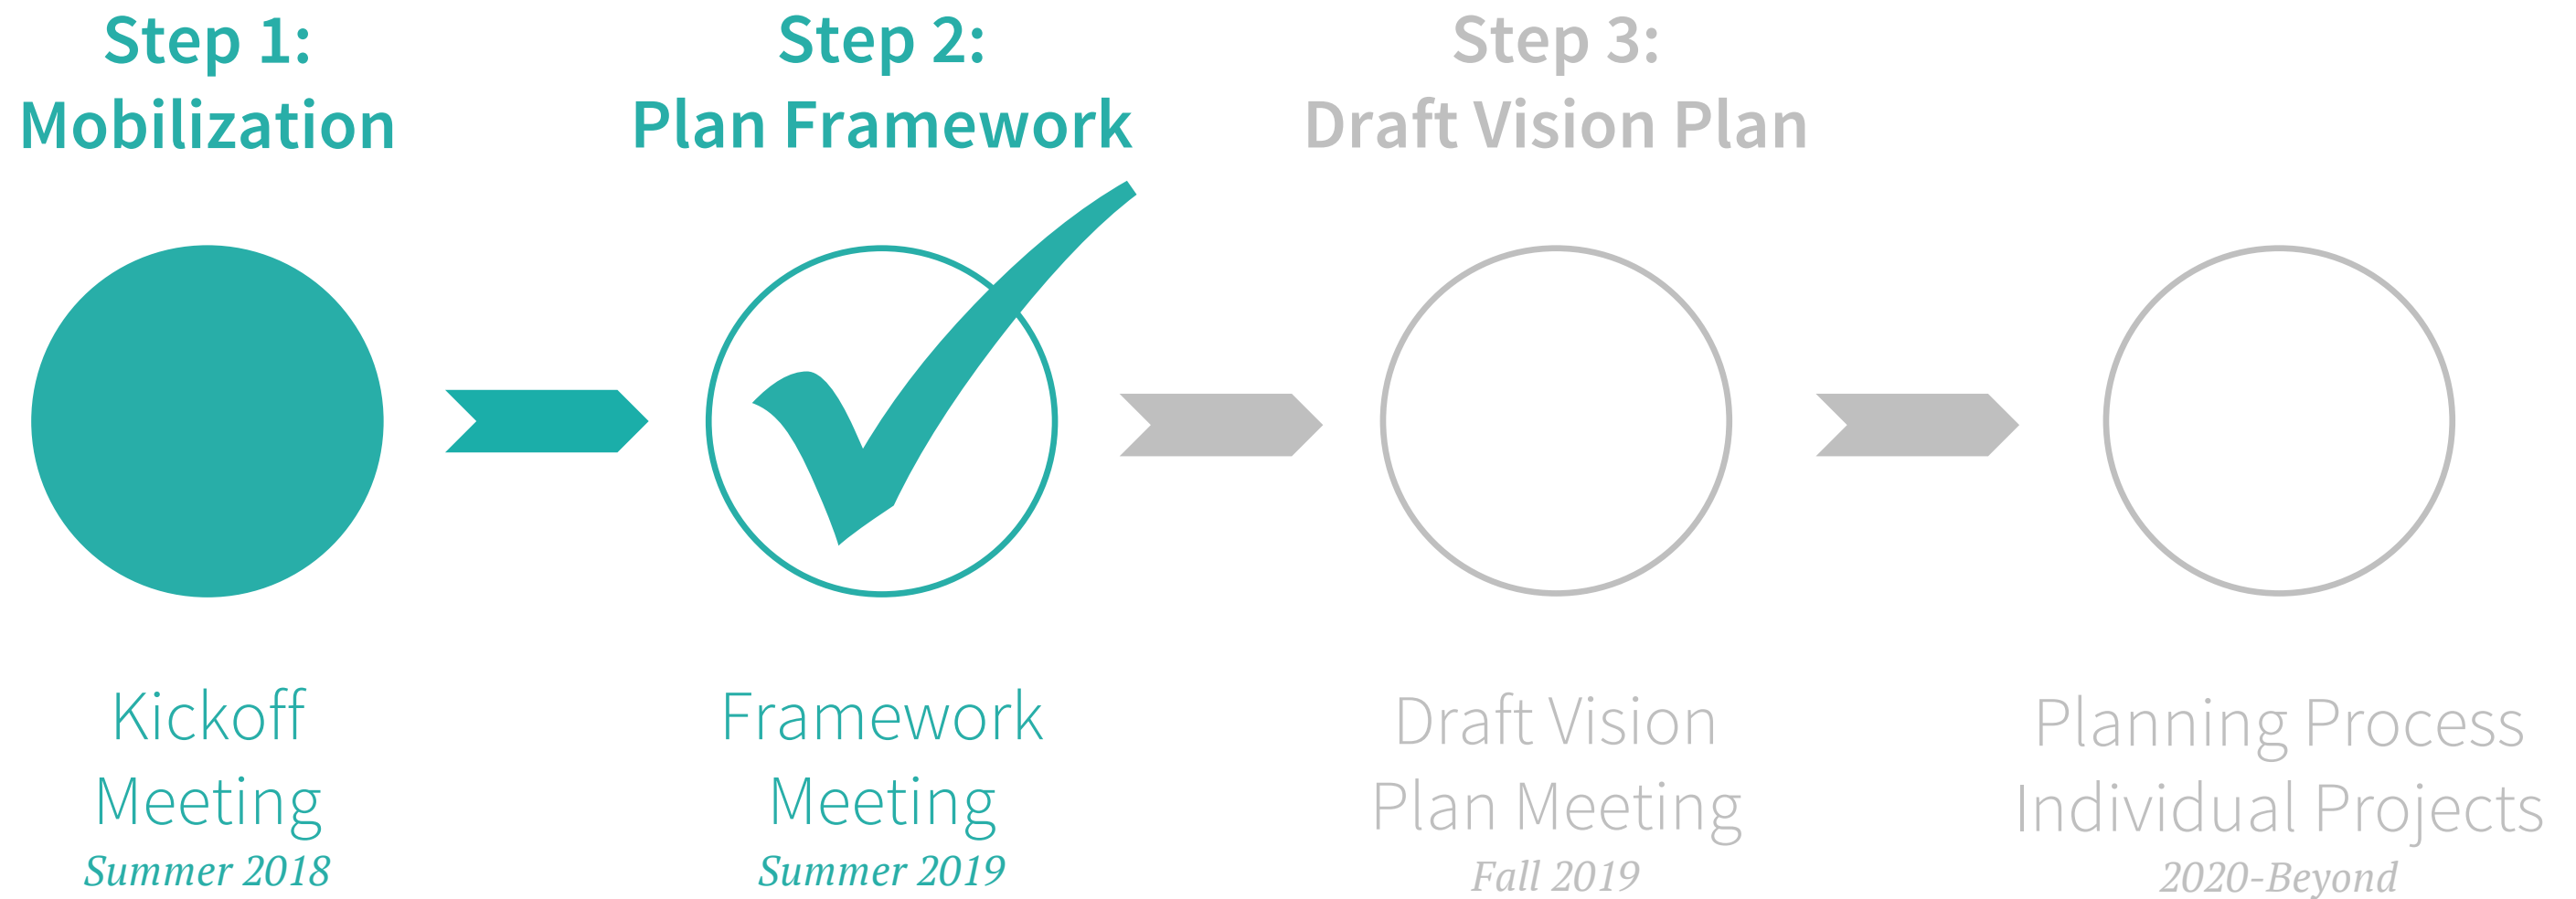 Step 1:
Mobilization
Step 2:
Plan Framework
Step 3:
Draft Vision Plan
Kickoff
Meeting
Summer 2018
Framework
Meeting
Summer 2019
Draft Vision
Plan Meeting
Fall 2019
Planning Process
Individual Projects
2020-Beyond